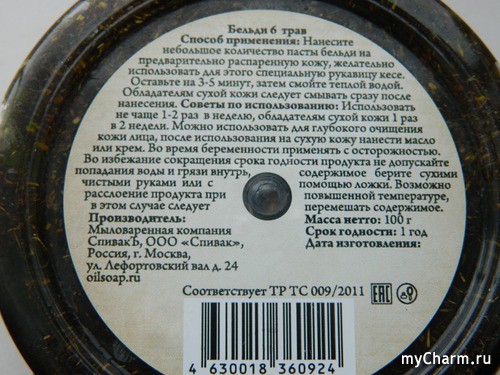 Бельди 6 трав
Способ применения: Нанесите
небольшое количество пасты бельди на
предварительно распаренную кожу, желательно
использовать для этого специальную рукавицу кесе.
Оставьте на 3-5 минут, затем смойте теплой водой.
Обладателям сухой кожи следует смывать сразу после
нанесения. Советы по использованию: Использовать
не чаще 1-2 раз в неделю, обладателям сухой кожи 1 раз
в 2 недели. Можно использовать для глубокого очищения
кожи лица, после использования на сухую кожу нанести масло
или крем. Во время беременности применять с осторожностью.
Во избежание сокращения срока годности продукта не допускайте
попадания воды и грязи внутрь, содержимое берите сухими
чистыми руками или с помощью ложки. Возможно
расслоение продукта при повышенной температуре,
в этом случае следует перемешать содержимое.
Производитель: Масса нетто: 100 г
Мыловаренная компания Срок годности: 1 год
СпивакЪ, ООО «Спивак», Дата изготовления:
Россия, г. Москва,
ул. Лефортовский вал д. 24
oilsoap.ru
Соответствует ТР ТС 009/2011 EAC
4 630018 360924
myCharm.ru